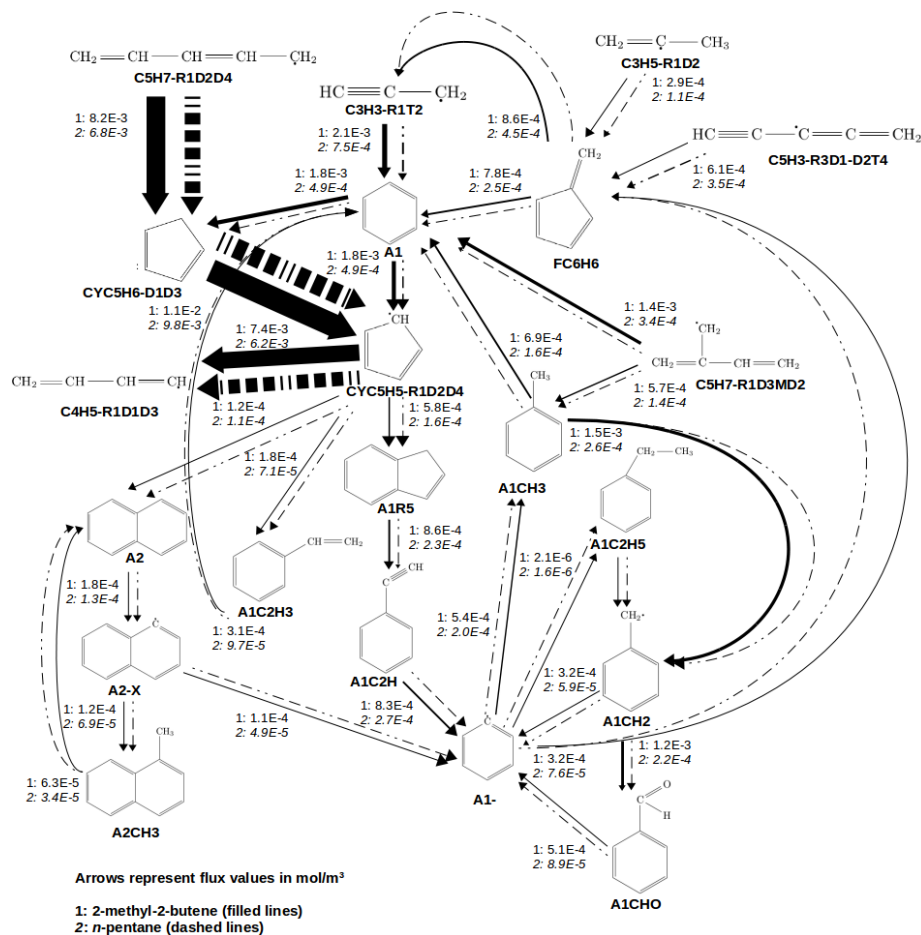 CH2 CH CH CH CH2
C5H7-R1D2D4
HC C CH2
C3H3-R1T2
CH2 C CH3
C3H5-R1D2
1: 2.9E-4
2: 1.1E-4
1: 8.2E-3
2: 6.8E-3
1: 2.1E-3
2: 7.5E-4
1: 8.6E-4
2: 4.5E-4
HC C C C CH2
C5H3-R3D1-D2T4
CH2
1: 6.1E-4
2: 3.5E-4
1: 1.8E-3
2: 4.9E-4
1: 7.8E-4
2: 2.5E-4
A1
FC6H6
CYC5H6-D1D3
1: 1.8E-3
2: 4.9E-4
1: 1.1E-2
2: 9.8E-3
CH
1: 7.4E-3
2: 6.2E-3
1: 1.4E-3
2: 3.4E-4
CH2
CH2 CH CH2
C5H7-R1D3MD2
1: 6.9E-4
2: 1.6E-4
CH3
CH2 CH CH CH
C4H5-R1D1D3
CYC5H5-R1D2D4
1: 1.2E-4
2: 1.1E-4
1: 5.8E-4
2: 1.6E-4
1: 5.7E-4
2: 1.4E-4
1: 1.5E-3
2: 2.6E-4
CH2 CH3
1: 1.8E-4
2: 7.1E-5
A1CH3
A1R5
A1C2H5
A2
CH CH2
A1C2H3
1: 8.6E-4
2: 2.3E-4
C CH
1: 2.1E-6
2: 1.6E-6
1: 1.8E-4
2: 1.3E-4
C
1: 3.1E-4
2: 9.7E-5
1: 5.4E-4
2: 2.0E-4
CH2
A2-X
A1C2H
1: 3.2E-4
2: 5.9E-5
A1CH2
1: 1.2E-4
2: 6.9E-5
1: 1.1E-4
2: 4.9E-5
1: 8.3E-4
2: 2.7E-4
C
CH3
1: 3.2E-4
2: 7.6E-5
1: 1.2E-3
2: 2.2E-4
1: 6.3E-5
2: 3.4E-5
A1-
C O
H
A2CH3
1: 5.1E-4
2: 8.9E-5
A1CHO
Arrows represent flux values in mol/m³
1: 2-methyl-2-butene (filled lines)
2: n-pentane (dashed lines)